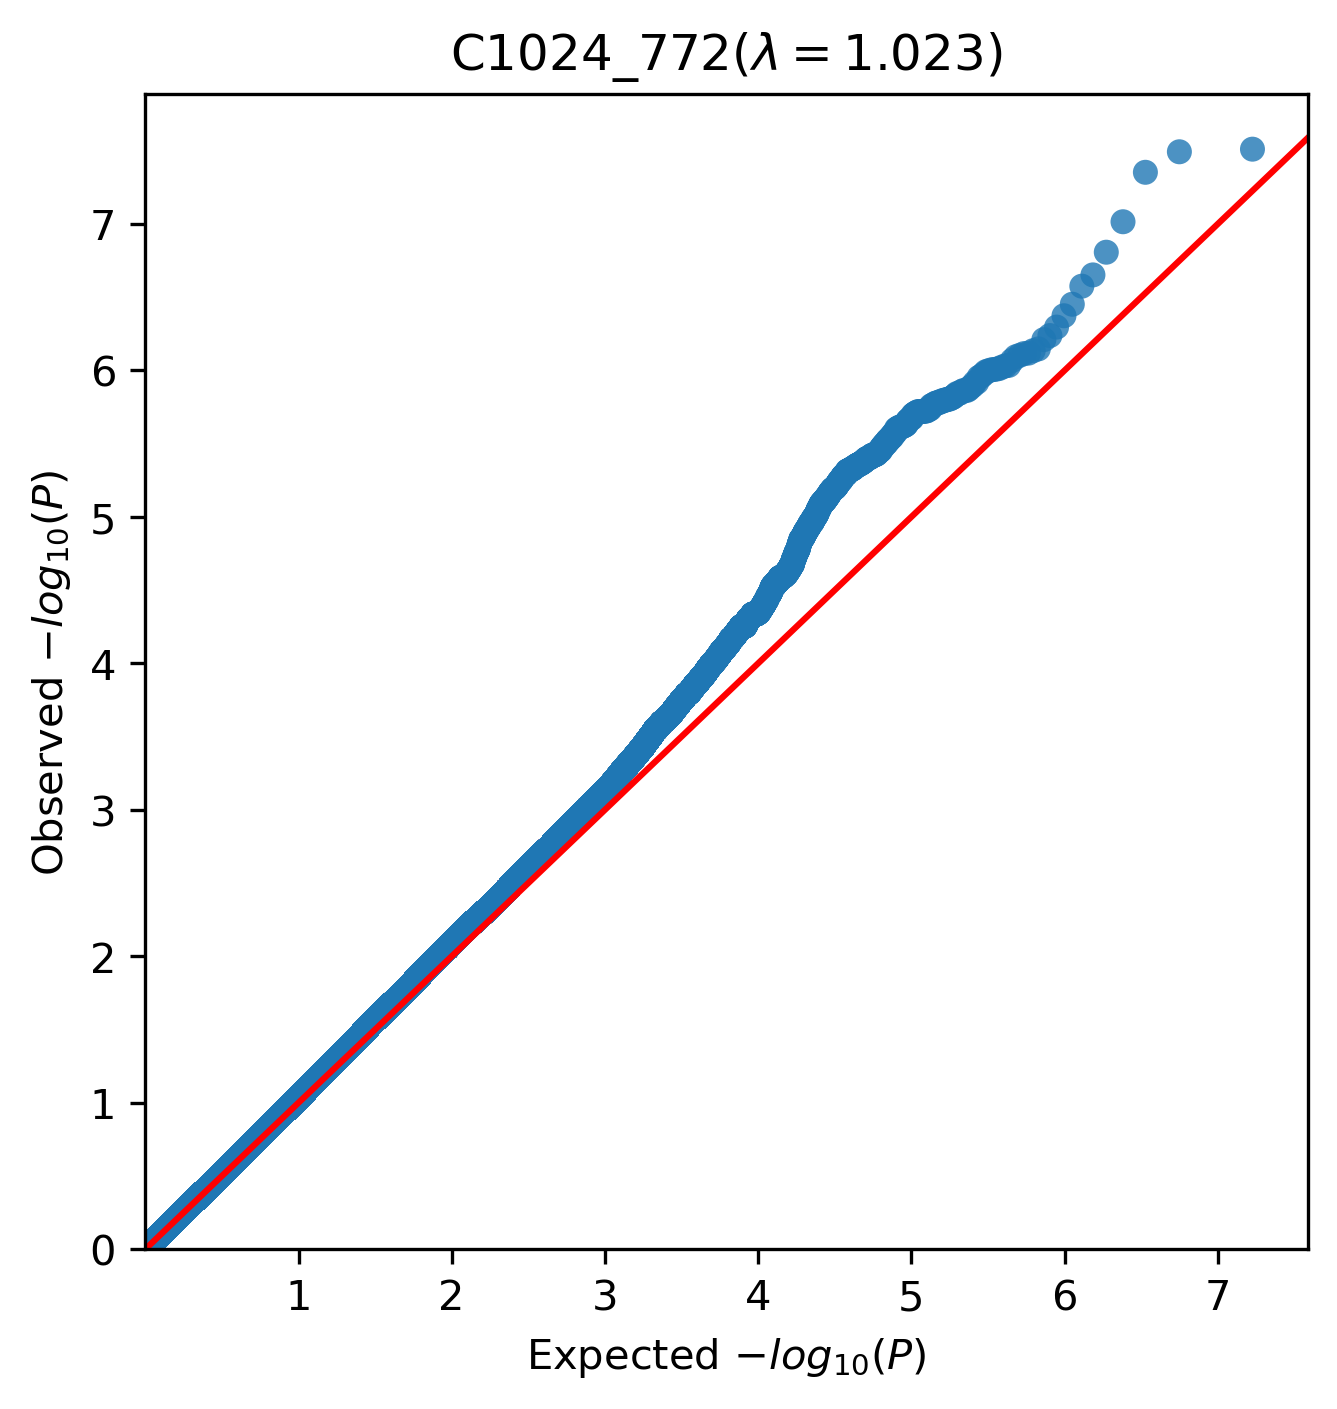 C1024_772(λ = 1.023)
Observed −log₁₀(P)
7
6
5
4
3
2
1
0
1 2 3 4 5 6 7
Expected −log₁₀(P)